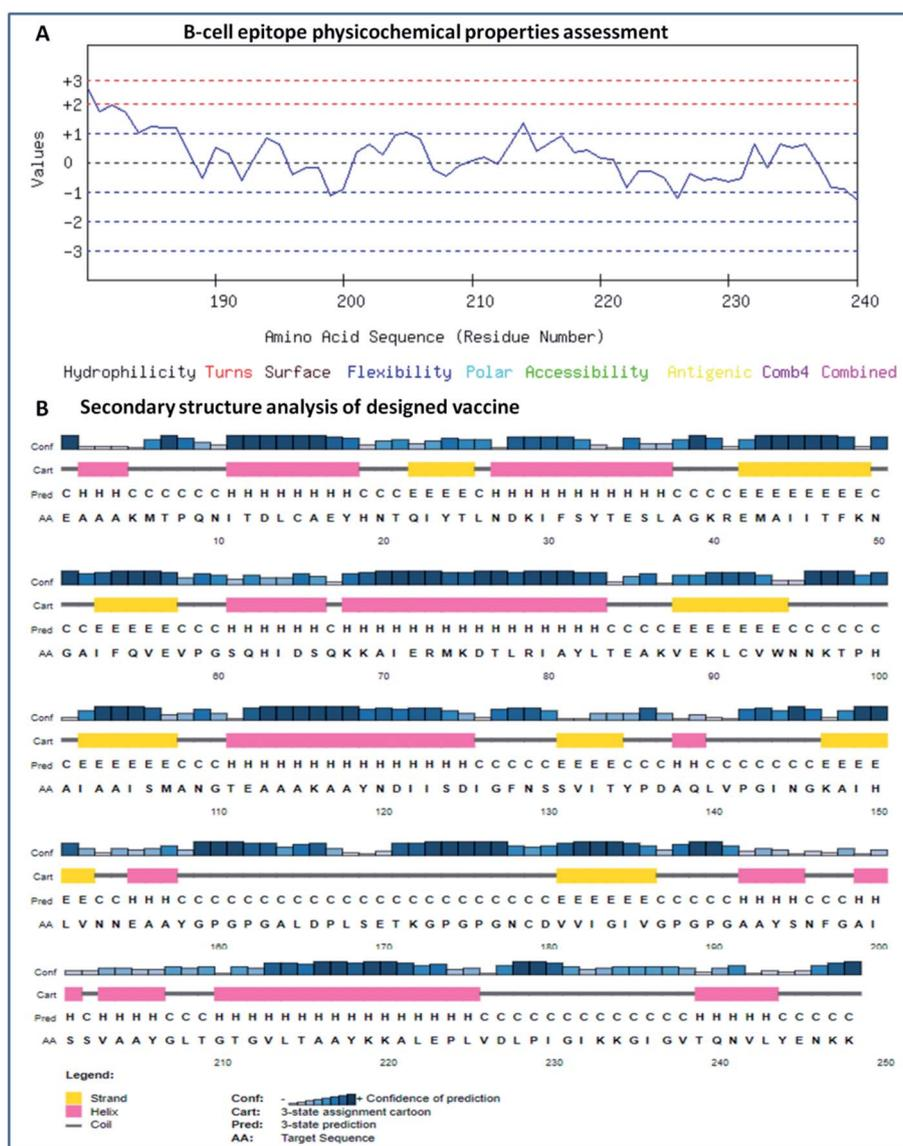 A B-cell epitope physicochemical properties assessment
+3
+2
+1
0
-1
-2
-3
Values
190 200 210 220 230 240
Amino Acid Sequence (Residue Number)
Hydrophilicity Turns Surface Flexibility Polar Accessibility Antigenic Comb4 Combined
B Secondary structure analysis of designed vaccine
Conf
Cart
Pred C H H H C C C C C C H H H H H H H H C C C E E E E C H H H H H H H H H H H C C C C E E E E E E E E C
AA E A A A K M T P Q N I T D L C A E Y H N T Q I Y T L N D K I F S Y T E S L A G K R E M A I I T F K N
10 20 30 40 50
Conf
Cart
Pred C C E E E E E C C C H H H H H H C H H H H H H H H H H H H H H H H C C C C E E E E E E E C C C C C C
AA G A I F Q V E V P G S Q H I D S Q K K A I E R M K D T L R I A Y L T E A K V E K L C V W N N K T P H
60 70 80 90 100
Conf
Cart
Pred C E E E E E E C C C H H H H H H H H H H H H H H H C C C C C E E E E C C C H H C C C C C C C E E E E
AA A I A A I S M A N G T E A A A K A A Y N D I I S D I G F N S S V I T Y P D A Q L V P G I N G K A I H
110 120 130 140 150
Conf
Cart
Pred E E C C H H H C C C C C C C C C C C C C C C C C C C C C C C E E E E E E C C C C C H H H H C C C H H
AA L V N N E A A Y G P G P G A L D P L S E T K G P G P G N C D V V I G I V G P G P G A A Y S N F G A I
160 170 180 190 200
Conf
Cart
Pred H C H H H H C C C H H H H H H H H H H H H H H H H C C C C C C C C C C C C C H H H H H C C C C C
AA S S V A A Y G L T G T G V L T A A Y K K A L E P L V D L P I G I K K G I G V T Q N V L Y E N K K
210 220 230 240 250
Legend:
Strand
Helix
Coil
Conf: - + Confidence of prediction
Cart: 3-state assignment cartoon
Pred: 3-state prediction
AA: Target Sequence